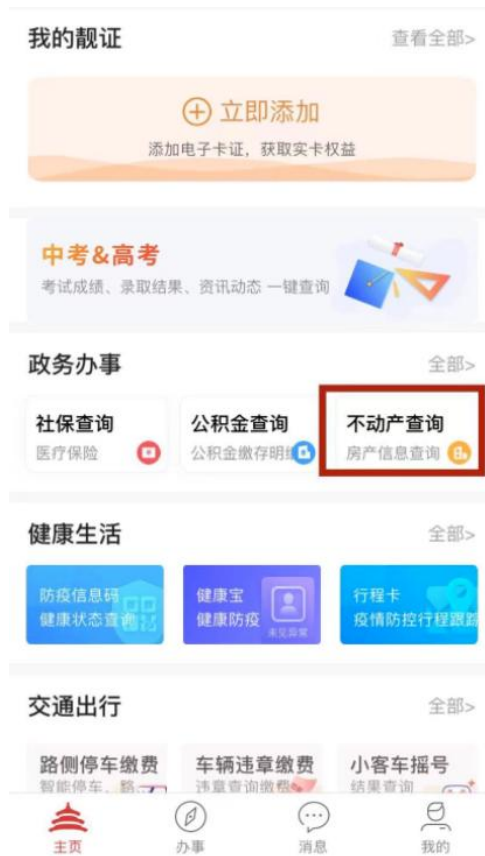 我的靓证 查看全部>
立即添加
添加电子卡证，获取实卡权益
中考&高考
考试成绩、录取结果、资讯动态 一键查询
政务办事 全部>
社保查询 公积金查询 不动产查询
医疗保险 公积金缴存明细 房产信息查询
健康生活 全部>
防疫信息码 健康宝 行程卡
健康状态查询 健康防疫 疫情防控行程跟踪
未见异常
交通出行 全部>
路侧停车缴费 车辆违章缴费 小客车摇号
智能停车、路 违章查询缴费 结果查询
主页 办事 消息 我的